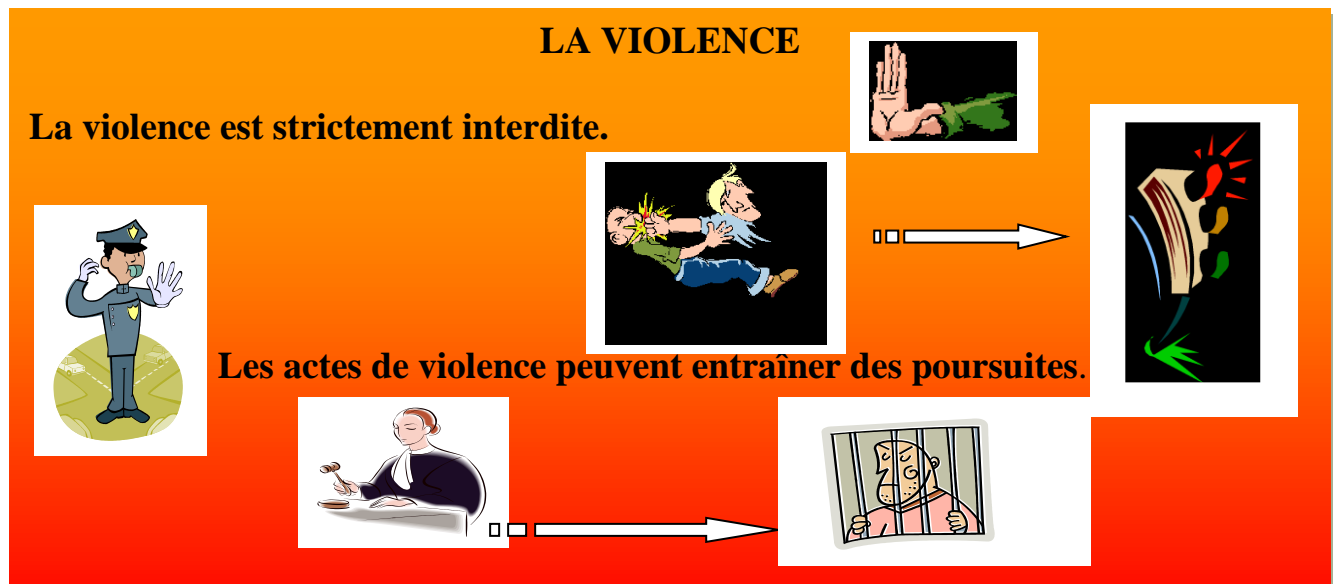 LA VIOLENCE
La violence est strictement interdite.
Les actes de violence peuvent entraîner des poursuites.